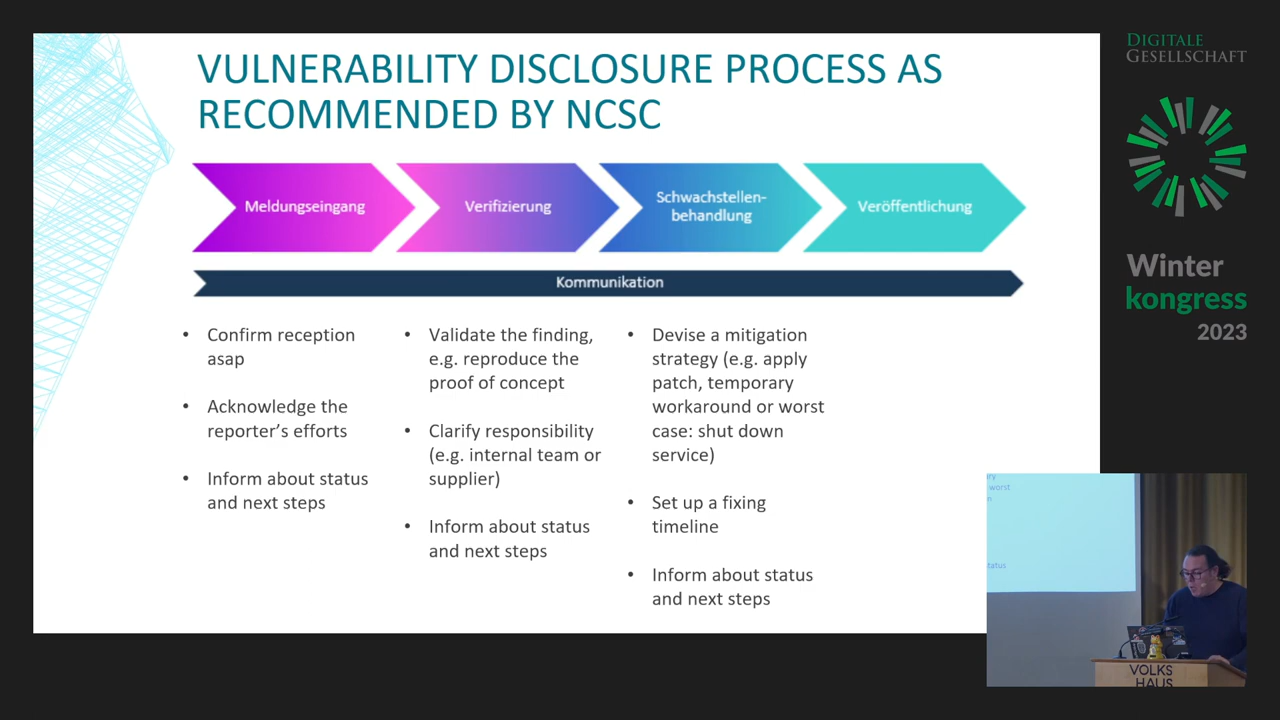 VULNERABILITY DISCLOSURE PROCESS AS
RECOMMENDED BY NCSC
Meldungseingang
Verifizierung
Schwachstellen-
behandlung
Veröffentlichung
Kommunikation
• Confirm reception
asap
• Acknowledge the
reporter's efforts
• Inform about status
and next steps
• Validate the finding,
e.g. reproduce the
proof of concept
• Clarify responsibility
(e.g. internal team or
supplier)
• Inform about status
and next steps
• Devise a mitigation
strategy (e.g. apply
patch, temporary
workaround or worst
case: shut down
service)
• Set up a fixing
timeline
• Inform about status
and next steps
DIGITALE
GESELLSCHAFT
Winter
kongress
2023
worst
status
VOLKS
HAUS